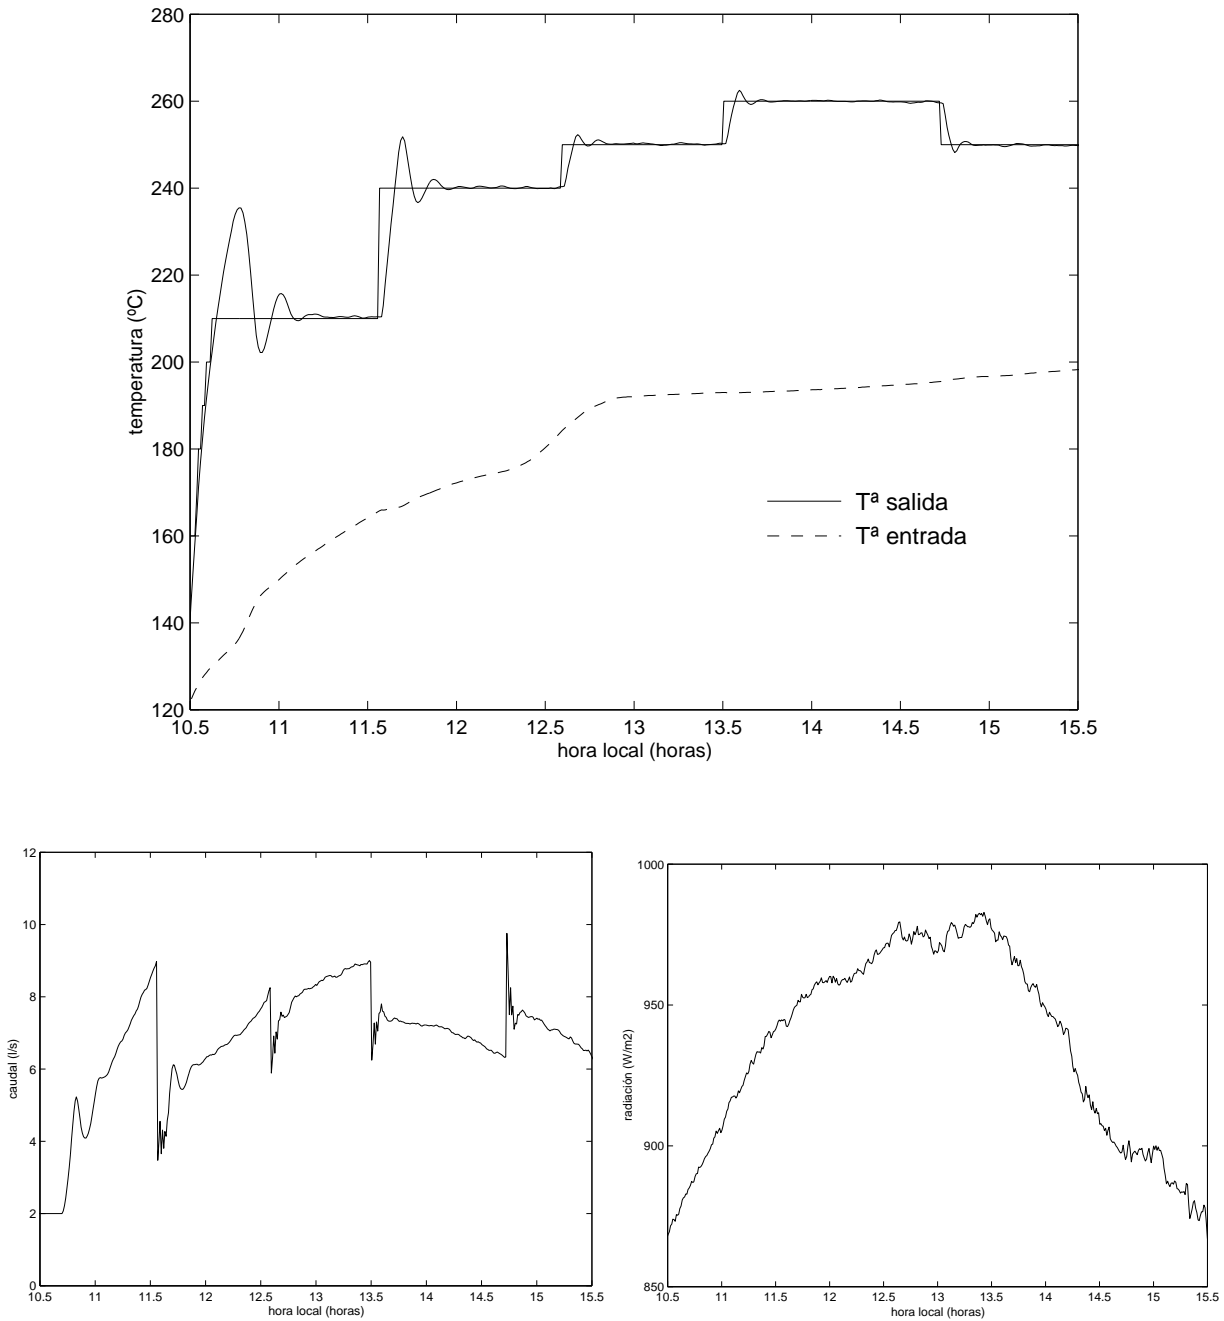 280
260
240
220
200
180
160
140
120
temperatura (ºC)
Tª salida
Tª entrada
10.5 11 11.5 12 12.5 13 13.5 14 14.5 15 15.5
hora local (horas)
12
10
8
6
4
2
0
caudal (l/s)
10.5 11 11.5 12 12.5 13 13.5 14 14.5 15 15.5
hora local (horas)
1000
950
900
850
radiación (W/m2)
10.5 11 11.5 12 12.5 13 13.5 14 14.5 15 15.5
hora local (horas)